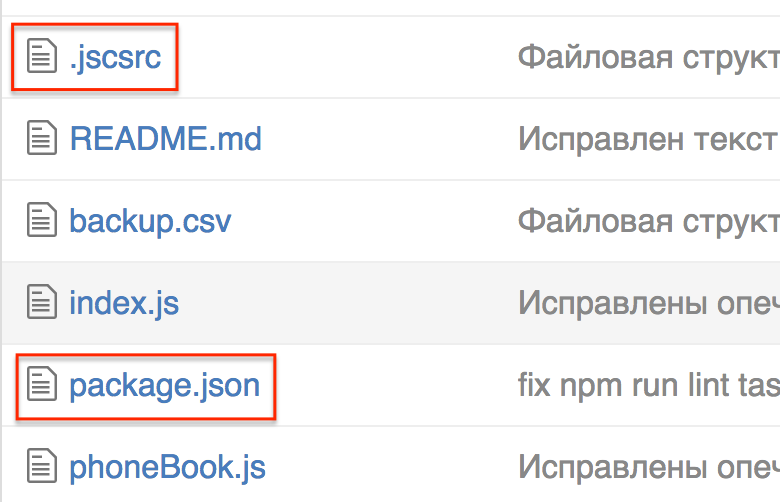 .jscsrc Файловая структ
README.md Исправлен текст
backup.csv Файловая структ
index.js Исправлены опеч
package.json fix npm run lint tas
phoneBook.js Исправлены опеч